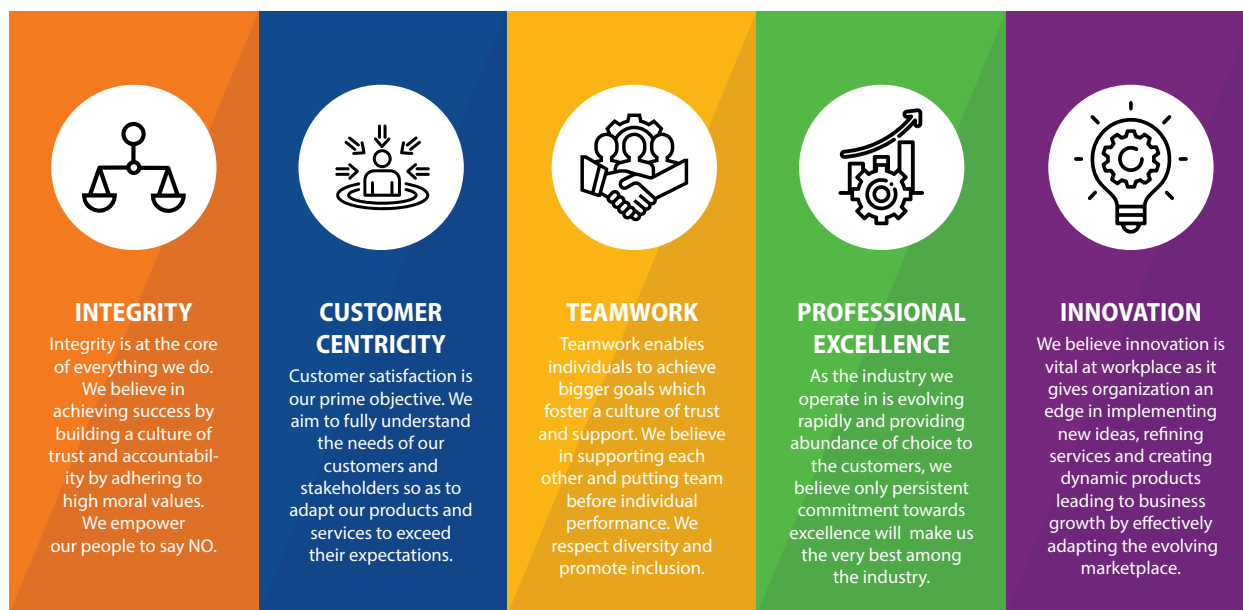 INTEGRITY
Integrity is at the core
of everything we do.
We believe in
achieving success by
building a culture of
trust and accountabil-
ity by adhering to
high moral values.
We empower
our people to say NO.
CUSTOMER
CENTRICITY
Customer satisfaction is
our prime objective. We
aim to fully understand
the needs of our
customers and
stakeholders so as to
adapt our products and
services to exceed
their expectations.
TEAMWORK
Teamwork enables
individuals to achieve
bigger goals which
foster a culture of trust
and support. We believe
in supporting each
other and putting team
before individual
performance. We
respect diversity and
promote inclusion.
PROFESSIONAL
EXCELLENCE
As the industry we
operate in is evolving
rapidly and providing
abundance of choice to
the customers, we
believe only persistent
commitment towards
excellence will make us
the very best among
the industry.
INNOVATION
We believe innovation is
vital at workplace as it
gives organization an
edge in implementing
new ideas, refining
services and creating
dynamic products
leading to business
growth by effectively
adapting the evolving
marketplace.